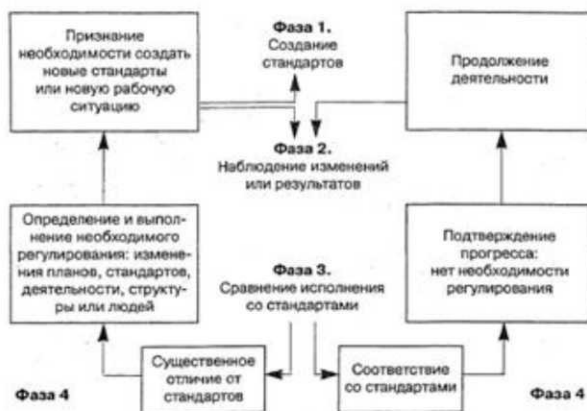 Признание
необходимости создать
новые стандарты
или новую рабочую
ситуацию
Фаза 1.
Создание
стандартов
Продолжение
деятельности
Фаза 2.
Наблюдение изменений
или результатов
Определение и выпол-
нение необходимого
регулирования: измене-
ния планов, стандартов,
деятельности, структу-
ры или людей
Фаза 3.
Сравнение исполнения
со стандартами
Подтверждение
прогресса:
нет необходимости
регулирования
Фаза 4
Существенное
отличие от
стандартов
Соответствие
со стандартами
Фаза 4